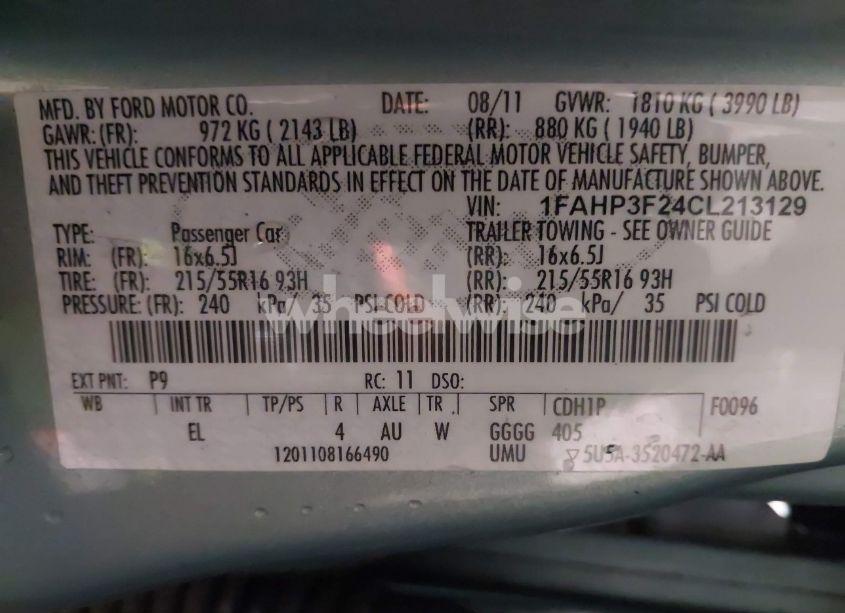 MFD. BY FORD MOTOR CO. DATE: 08/11 GVWR: 1810 KG ( 3990 LB)
GAWR: (FR): 972 KG ( 2143 LB) (RR): 880 KG ( 1940 LB)
THIS VEHICLE CONFORMS TO ALL APPLICABLE FEDERAL MOTOR VEHICLE SAFETY, BUMPER,
AND THEFT PREVENTION STANDARDS IN EFFECT ON THE DATE OF MANUFACTURE SHOWN ABOVE.
VIN: 1FAHP3F24CL213129
TYPE: Passenger Car TRAILER TOWING - SEE OWNER GUIDE
RIM: (FR): 16x6.5J (RR): 16x6.5J
TIRE: (FR): 215/55R16 93H (RR): 215/55R16 93H
PRESSURE: (FR): 240 kPa/ 35 PSI COLD (RR): 240 kPa/ 35 PSI COLD
wheelwise
EXT PNT: P9 RC: 11 DSO:
WB INT TR TP/PS R AXLE TR SPR CDH1P F0096
EL 4 AU W GGGG 405
1201108166490 UMU 5U5A-3520472-AA